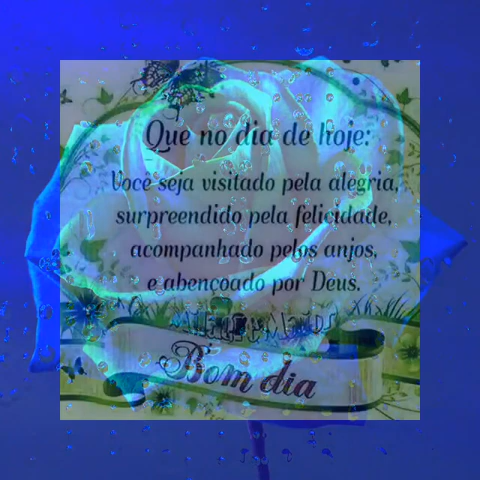 Que no dia de hoje:
Você seja visitado pela alegria,
surpreendido pela felicidade,
acompanhado pelos anjos,
e abençoado por Deus.
Bom dia